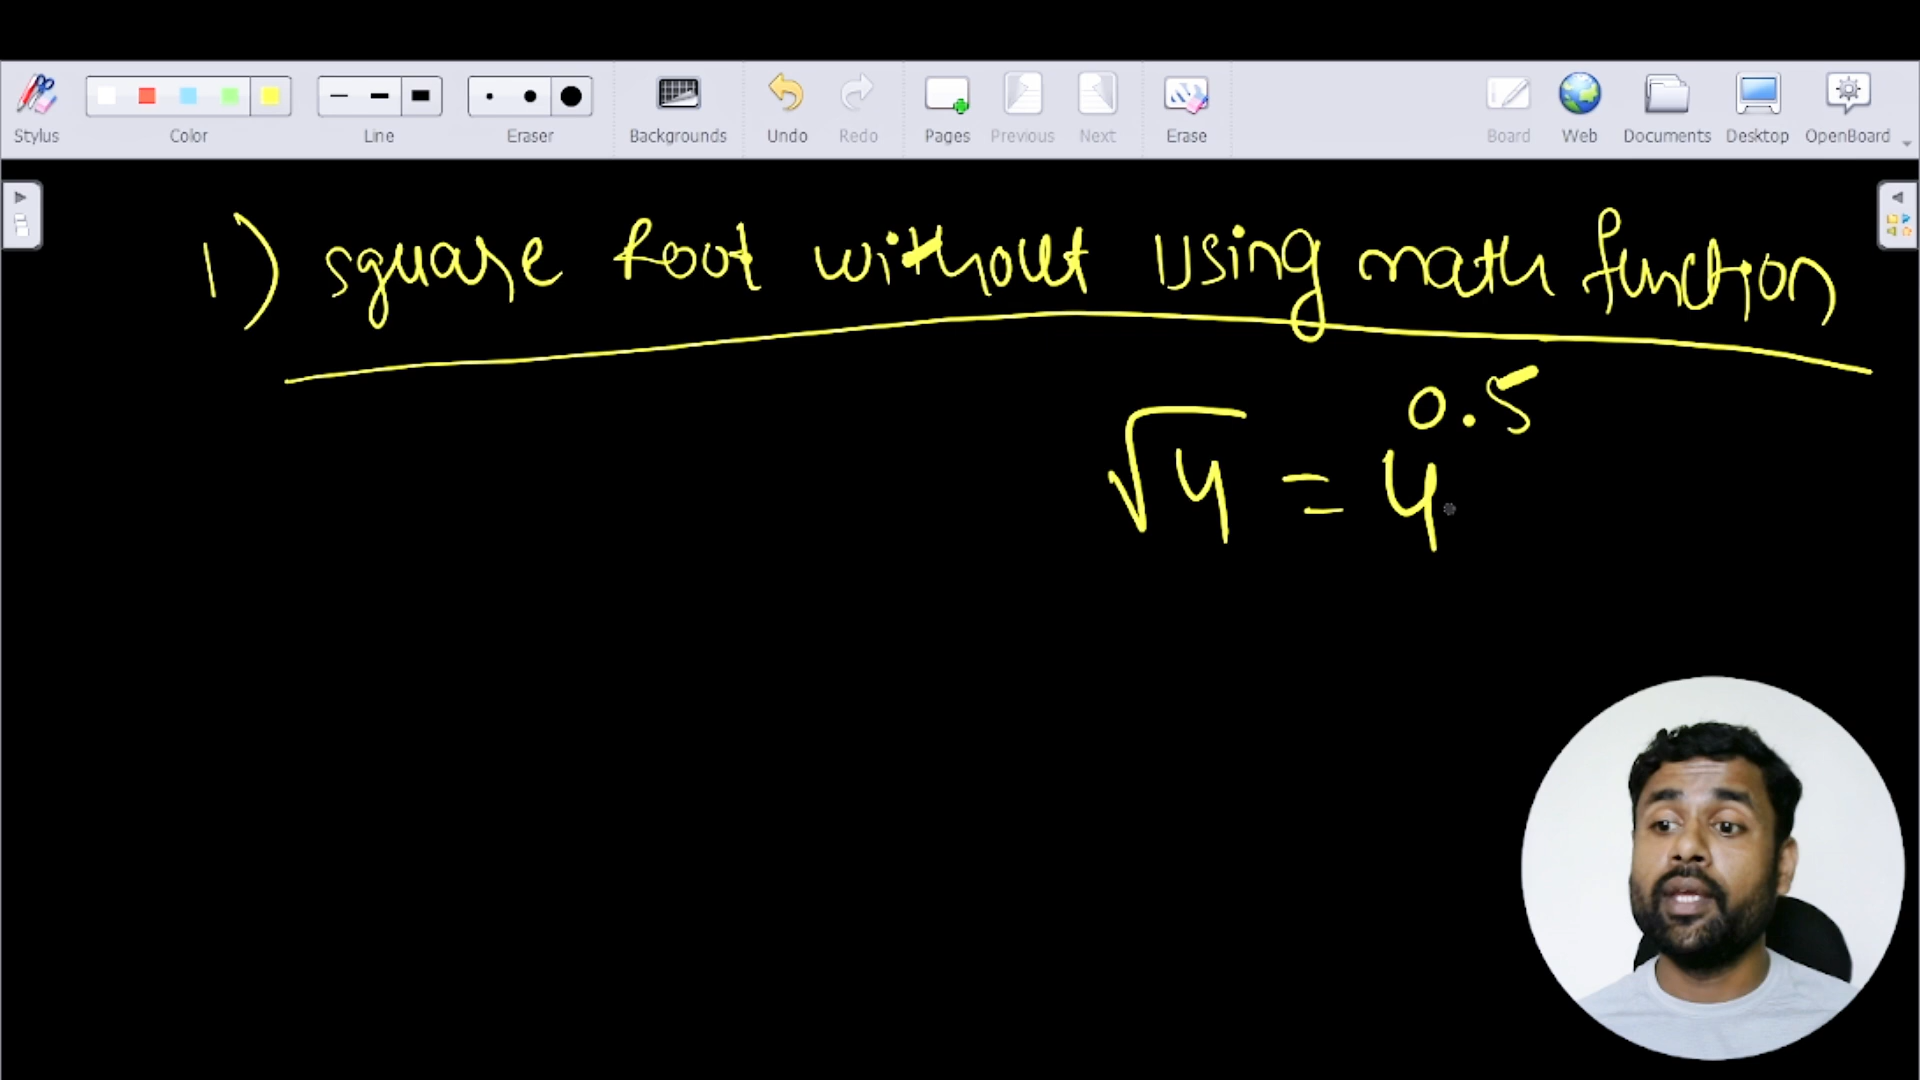 Stylus Color Line Eraser Backgrounds Undo Redo Pages Previous Next Erase Board Web Documents Desktop OpenBoard
1) square Root without Using math function
√4 = 4^0.5